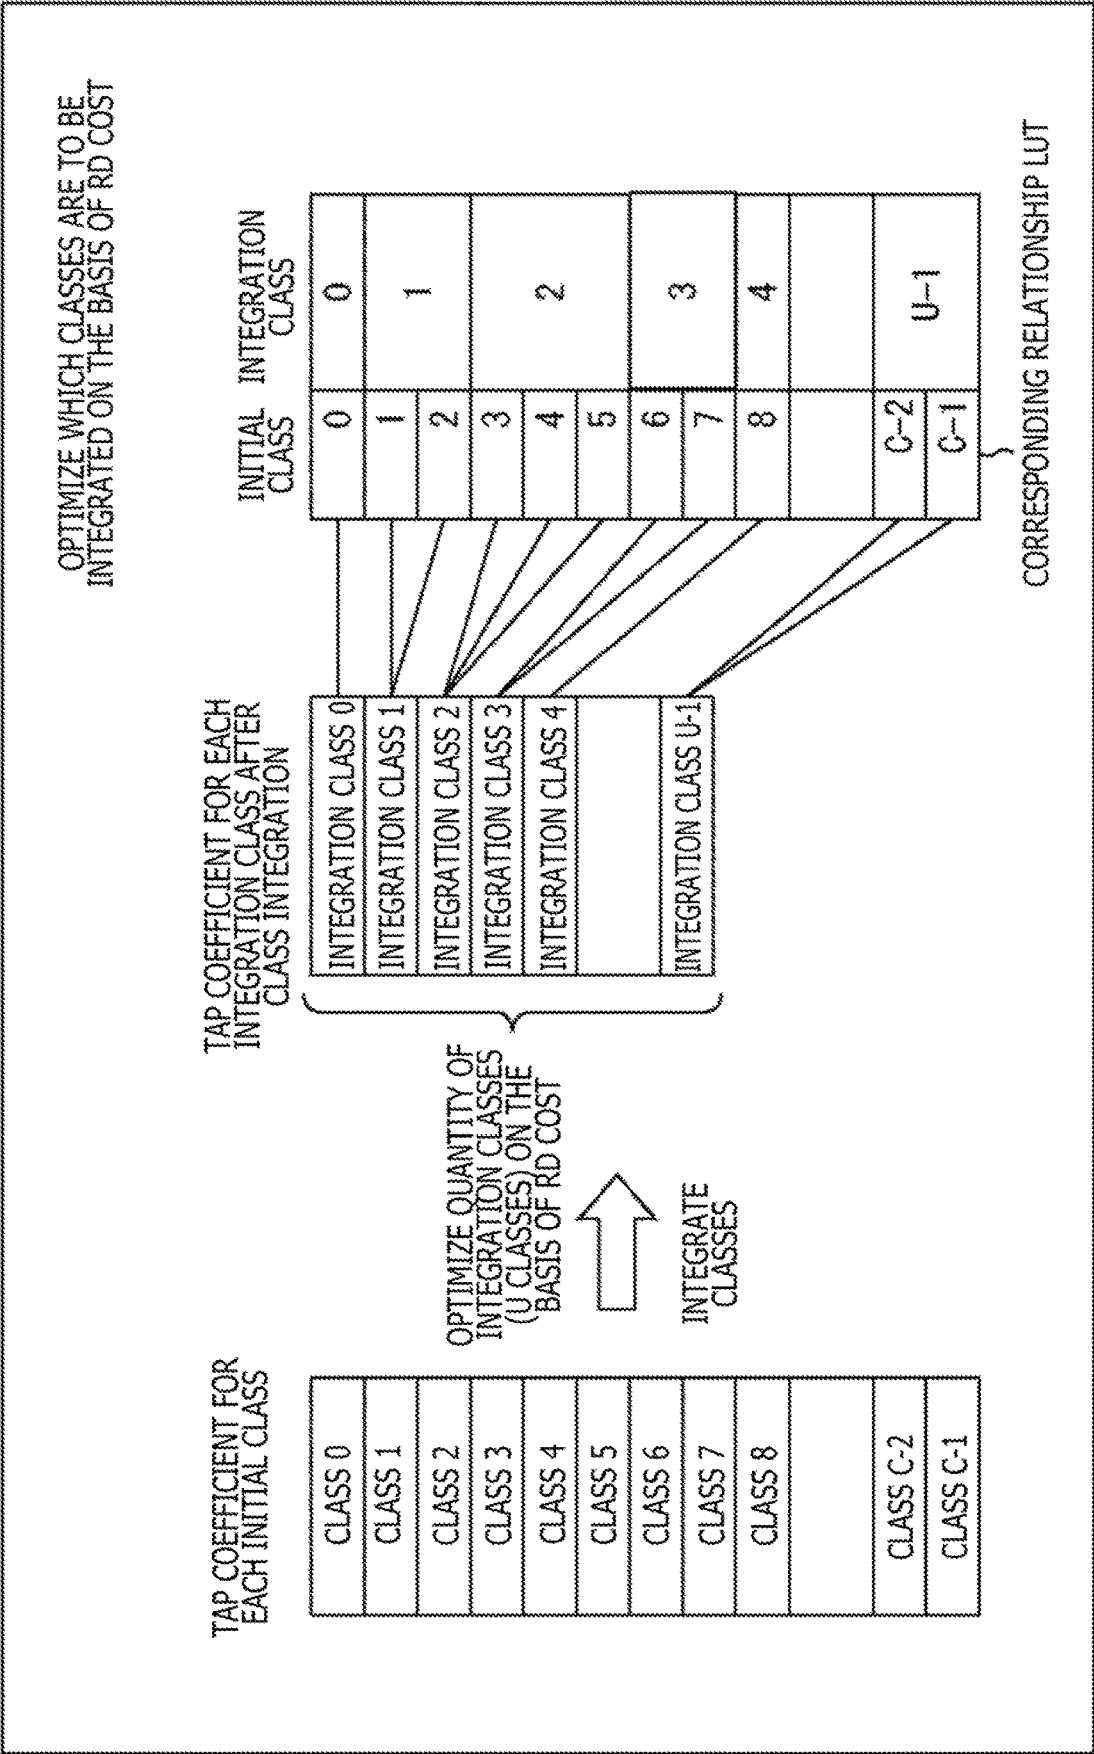 OPTIMIZE WHICH CLASSES ARE TO BE
INTEGRATED ON THE BASIS OF RD COST
TAP COEFFICIENT FOR
EACH INITIAL CLASS
CLASS 0
CLASS 1
CLASS 2
CLASS 3
CLASS 4
CLASS 5
CLASS 6
CLASS 7
CLASS 8
CLASS C-2
CLASS C-1
OPTIMIZE QUANTITY OF
INTEGRATION CLASSES
(U CLASSES) ON THE
BASIS OF RD COST
INTEGRATE
CLASSES
TAP COEFFICIENT FOR EACH
INTEGRATION CLASS AFTER
CLASS INTEGRATION
INTEGRATION CLASS 0
INTEGRATION CLASS 1
INTEGRATION CLASS 2
INTEGRATION CLASS 3
INTEGRATION CLASS 4
INTEGRATION CLASS U-1
INITIAL
CLASS
0
1
2
3
4
5
6
7
8
C-2
C-1
INTEGRATION
CLASS
0
1
2
3
4
U-1
CORRESPONDING RELATIONSHIP LUT